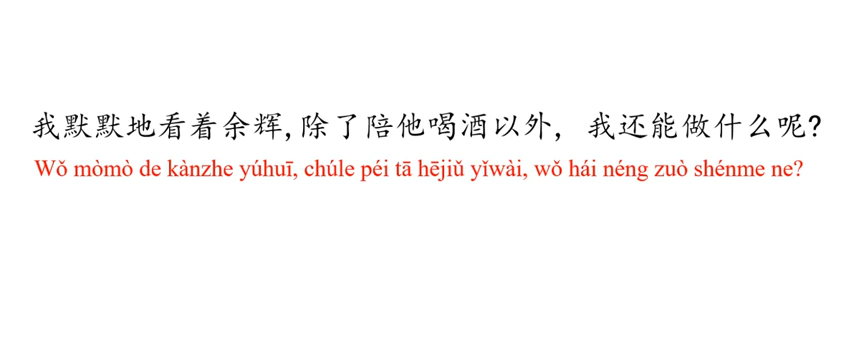 我默默地看着余辉,除了陪他喝酒以外, 我还能做什么呢?
Wǒ mòmò de kànzhe yúhuī, chúle péi tā hējiǔ yǐwài, wǒ hái néng zuò shénme ne?